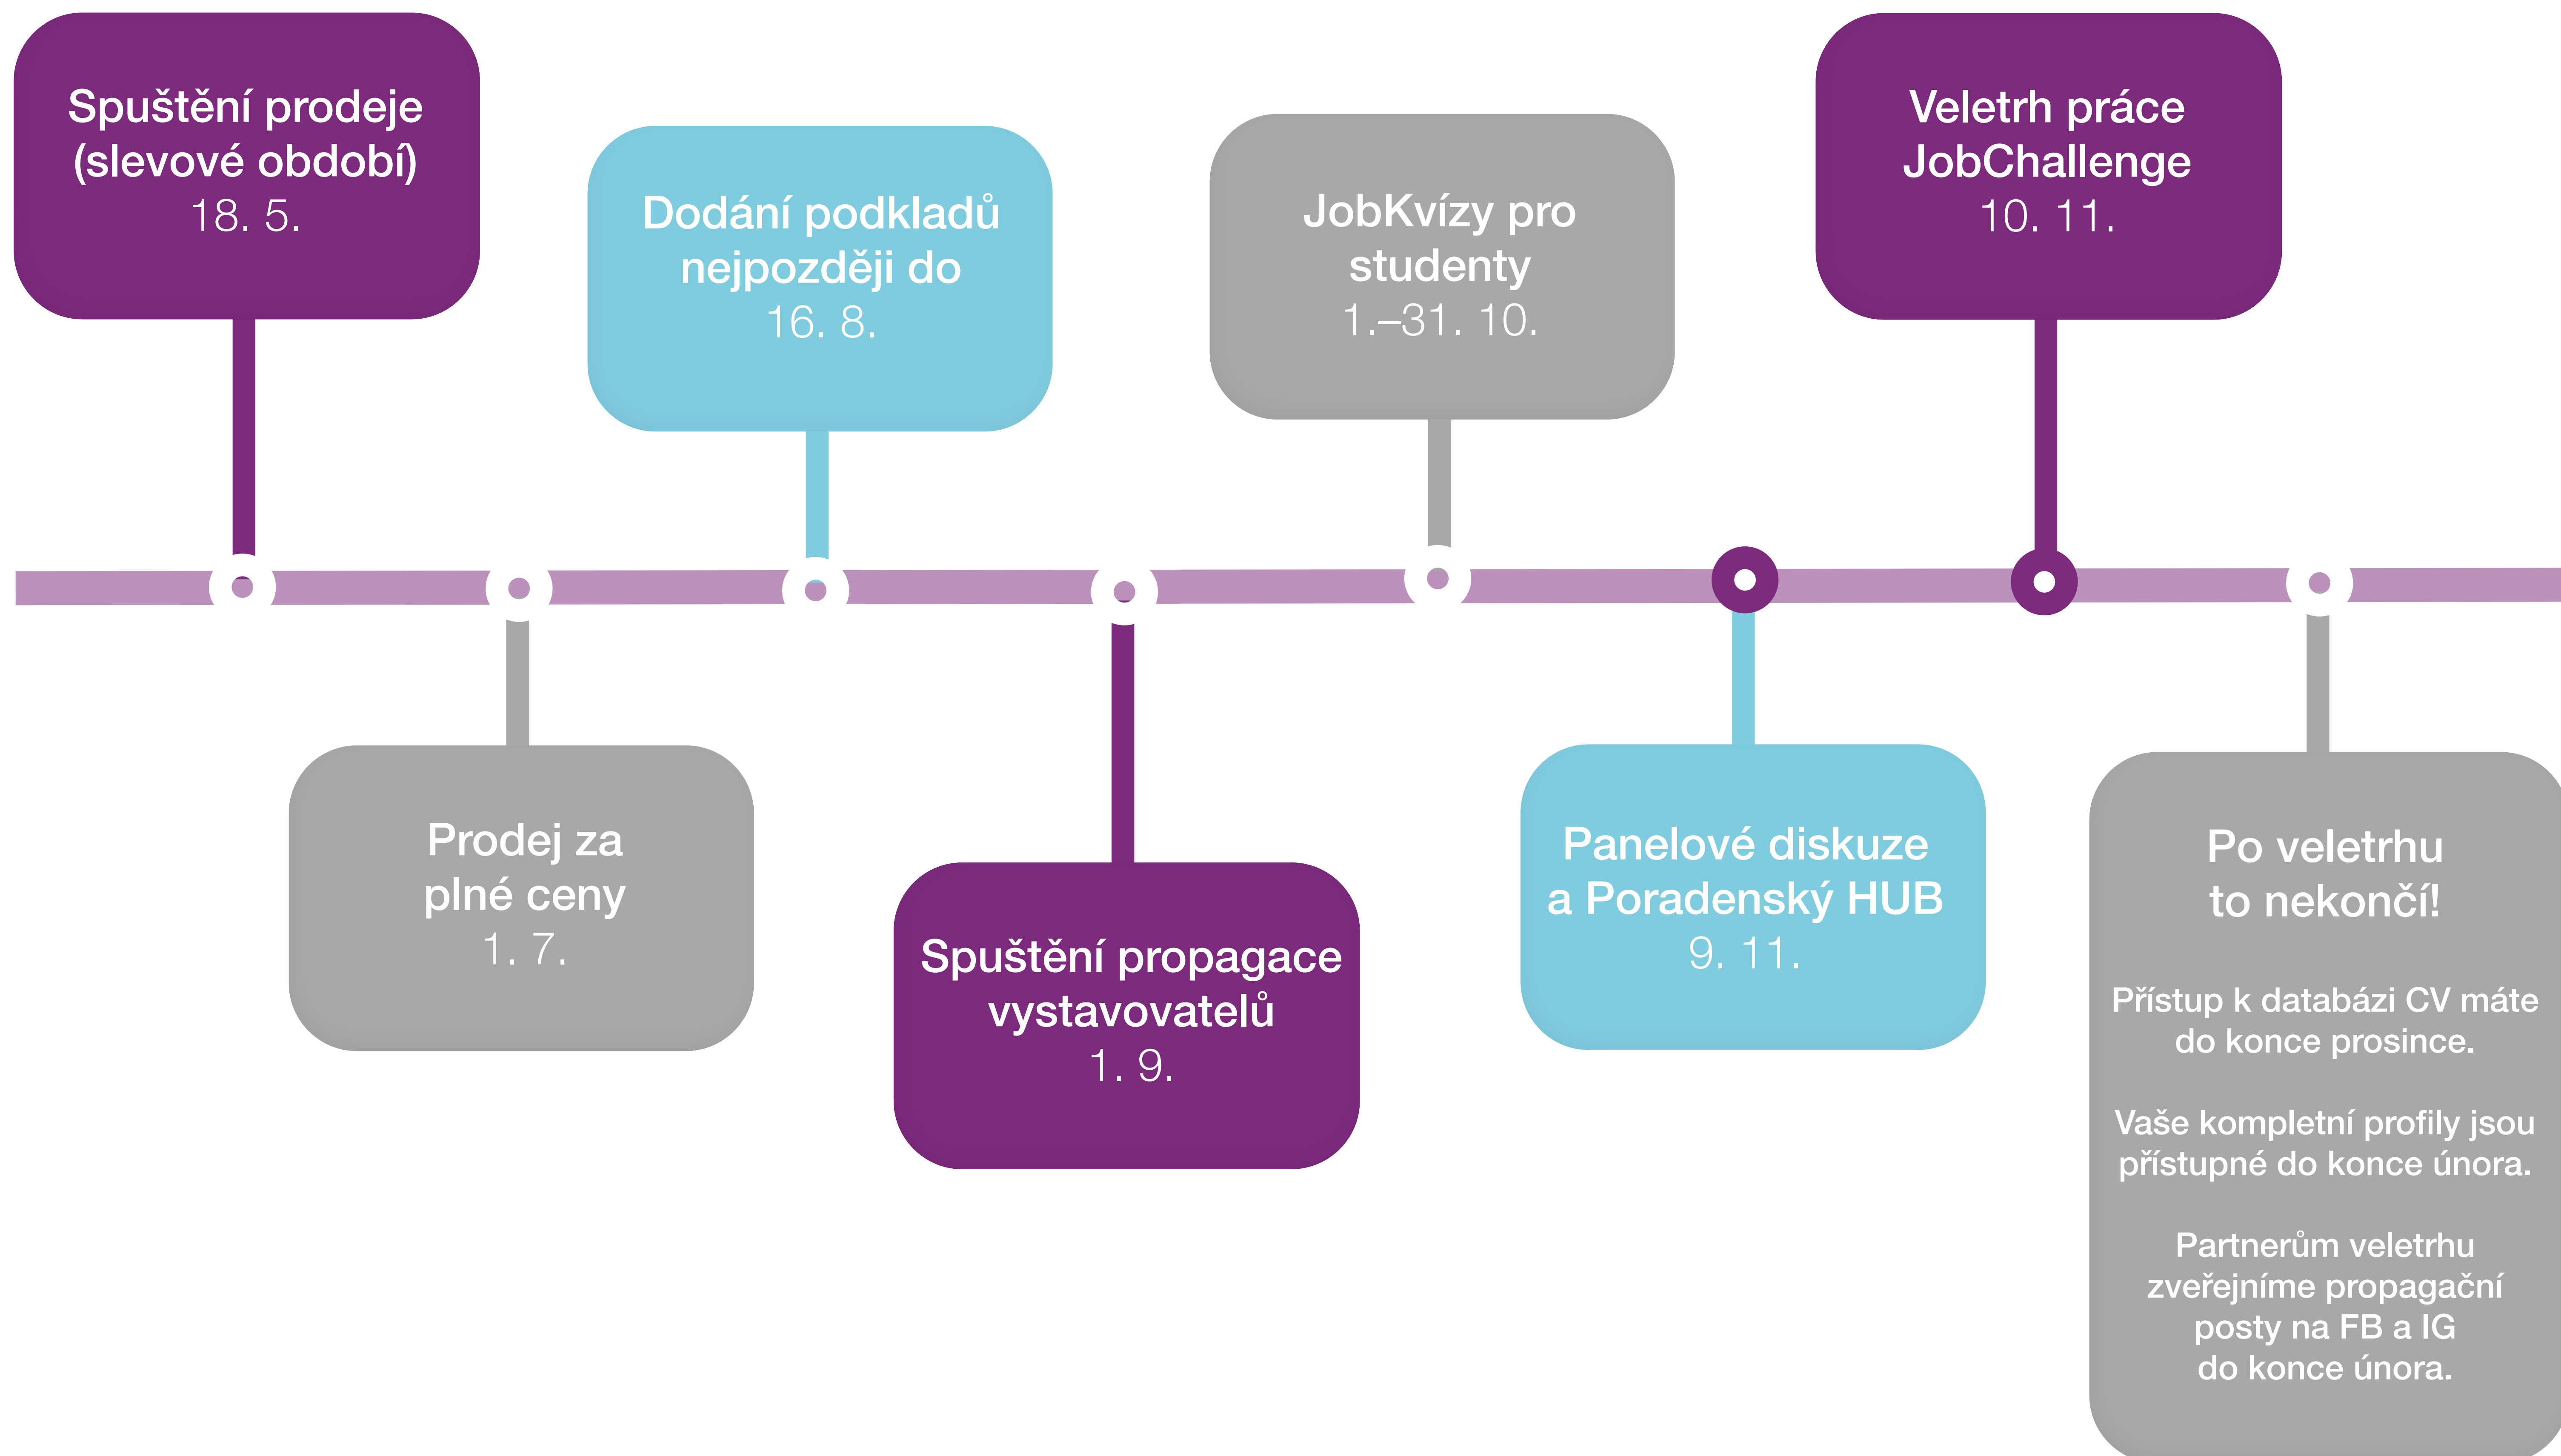 Spuštění prodeje
(slevové období)
18. 5.
Prodej za
plné ceny
1. 7.
Dodání podkladů
nejpozději do
16. 8.
Spuštění propagace
vystavovatelů
1. 9.
JobKvízy pro
studenty
1.–31. 10.
Panelové diskuze
a Poradenský HUB
9. 11.
Veletrh práce
JobChallenge
10. 11.
Po veletrhu
to nekončí!
Přístup k databázi CV máte
do konce prosince.
Vaše kompletní profily jsou
přístupné do konce února.
Partnerům veletrhu
zveřejníme propagační
posty na FB a IG
do konce února.